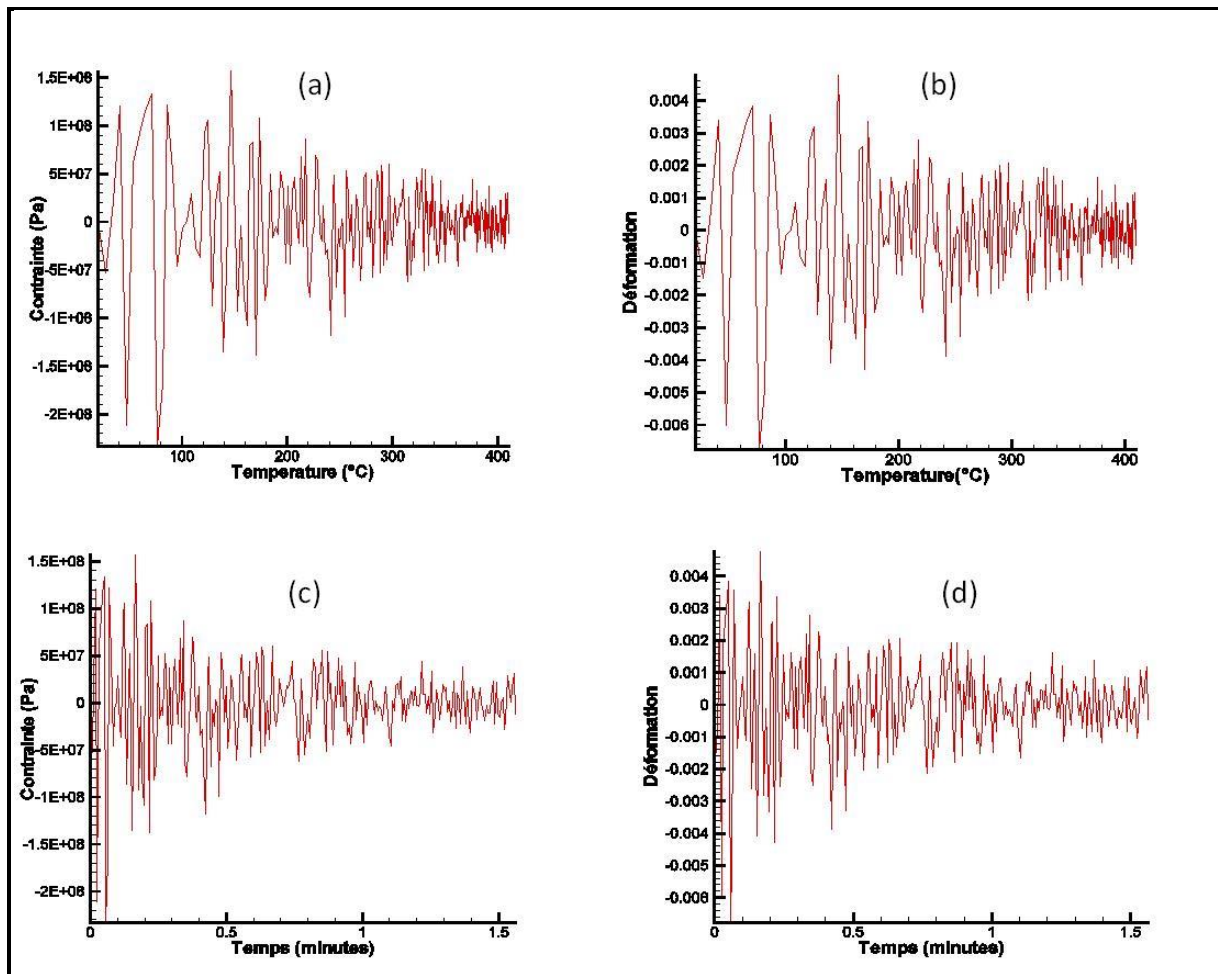 (a)
1.5E+08
1E+08
5E+07
0
-5E+07
-1E+08
-1.5E+08
-2E+08
Contrainte (Pa)
100
200
300
400
Temperature (°C)
(b)
0.004
0.003
0.002
0.001
0
-0.001
-0.002
-0.003
-0.004
-0.005
-0.006
Déformation
100
200
300
400
Temperature(°C)
(c)
1.5E+08
1E+08
5E+07
0
-5E+07
-1E+08
-1.5E+08
-2E+08
Contrainte (Pa)
0
0.5
1
1.5
Temps (minutes)
(d)
0.004
0.003
0.002
0.001
0
-0.001
-0.002
-0.003
-0.004
-0.005
-0.006
Déformation
0
0.5
1
1.5
Temps (minutes)